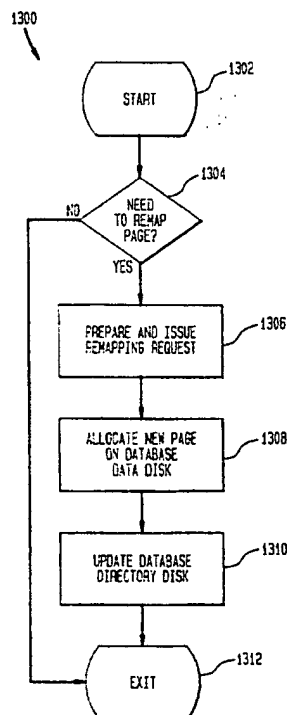 1300
1302
START
1304
NO
NEED
TO REMAP
PAGE?
YES
1306
PREPARE AND ISSUE
REMAPPING REQUEST
1308
ALLOCATE NEW PAGE
ON DATABASE
DATA DISK
1310
UPDATE DATABASE
DIRECTORY DISK
1312
EXIT